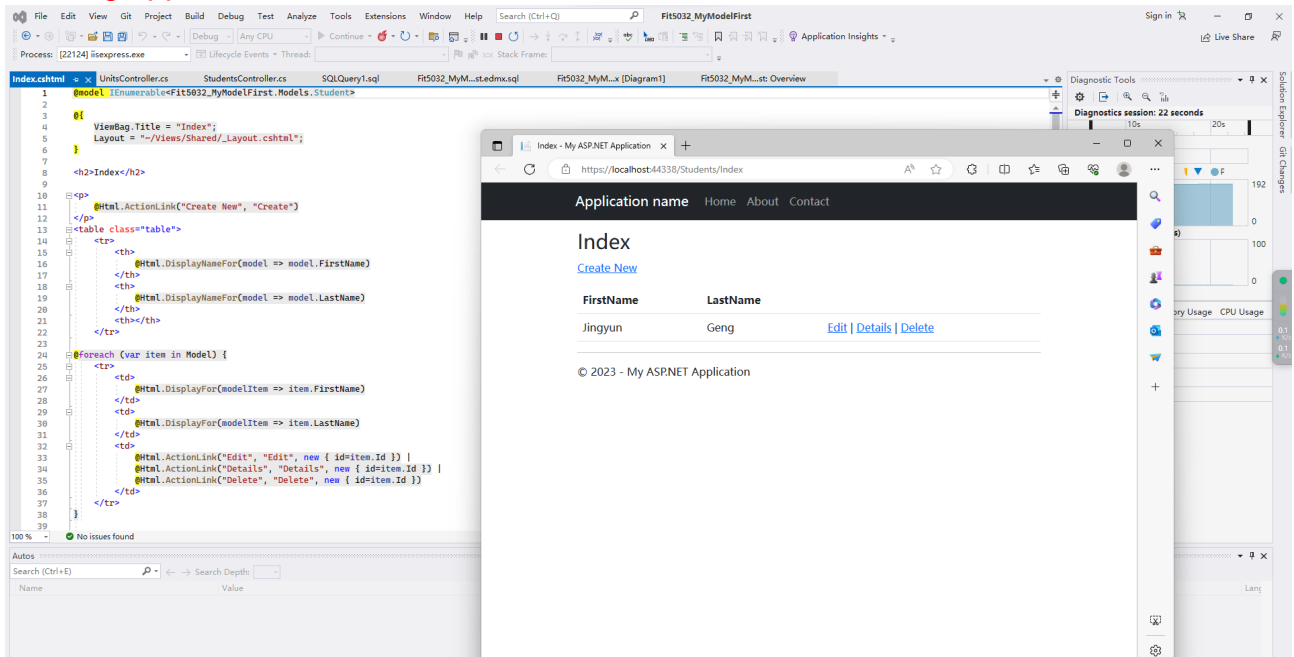 File Edit View Git Project Build Debug Test Analyze Tools Extensions Window Help Search (Ctrl+Q) Fit5032_MyModelFirst Sign in
Debug Any CPU Continue Application Insights Live Share
Process: [22124] iisexpress.exe Lifecycle Events Thread: Stack Frame:
Index.cshtml UnitsController.cs StudentsController.cs SQLQuery1.sql Fit5032_MyM...st.edmx.sql Fit5032_MyM...x [Diagram1] Fit5032_MyM...st: Overview
1 @model IEnumerable<Fit5032_MyModelFirst.Models.Student>
2
3 @{
4 ViewBag.Title = "Index";
5 Layout = "~/Views/Shared/_Layout.cshtml";
6 }
7
8 <h2>Index</h2>
9
10 <p>
11 @Html.ActionLink("Create New", "Create")
12 </p>
13 <table class="table">
14 <tr>
15 <th>
16 @Html.DisplayNameFor(model => model.FirstName)
17 </th>
18 <th>
19 @Html.DisplayNameFor(model => model.LastName)
20 </th>
21 <th></th>
22 </tr>
23
24 @foreach (var item in Model) {
25 <tr>
26 <td>
27 @Html.DisplayFor(modelItem => item.FirstName)
28 </td>
29 <td>
30 @Html.DisplayFor(modelItem => item.LastName)
31 </td>
32 <td>
33 @Html.ActionLink("Edit", "Edit", new { id=item.Id }) |
34 @Html.ActionLink("Details", "Details", new { id=item.Id }) |
35 @Html.ActionLink("Delete", "Delete", new { id=item.Id })
36 </td>
37 </tr>
38 }
39
100 % No issues found
Autos
Search (Ctrl+E) Search Depth:
Name Value Lang
Index - My ASP.NET Application
https://localhost:44338/Students/Index
Application name Home About Contact
Index
Create New
FirstName LastName
Jingyun Geng Edit | Details | Delete
© 2023 - My ASP.NET Application
Diagnostic Tools
Diagnostics session: 22 seconds
10s 20s
F
192
0
s)
100
0
ory Usage CPU Usage
Solution Explorer
Git Changes
0.1
0.1